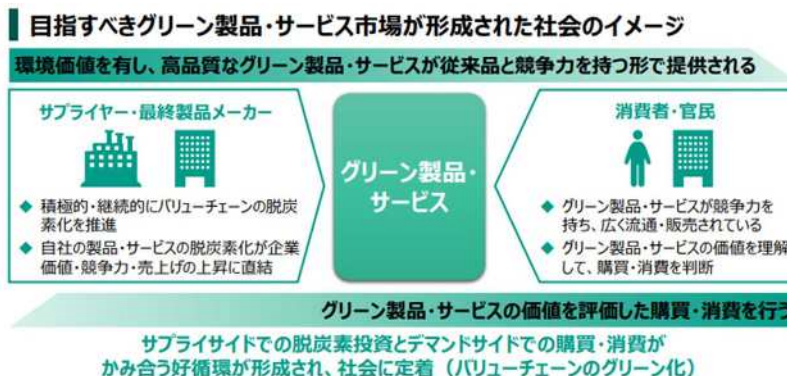 目指すべきグリーン製品・サービス市場が形成された社会のイメージ
環境価値を有し、高品質なグリーン製品・サービスが従来品と競争力を持つ形で提供される
サプライヤー・最終製品メーカー
◆ 積極的・継続的にバリューチェーンの脱炭
素化を推進
◆ 自社の製品・サービスの脱炭素化が企業
価値・競争力・売上げの上昇に直結
グリーン製品・
サービス
消費者・官民
◆ グリーン製品・サービスが競争力を
持ち、広く流通・販売されている
◆ グリーン製品・サービスの価値を理解
して、購買・消費を判断
グリーン製品・サービスの価値を評価した購買・消費を行う
サプライサイドでの脱炭素投資とデマンドサイドでの購買・消費が
かみ合う好循環が形成され、社会に定着（バリューチェーンのグリーン化）